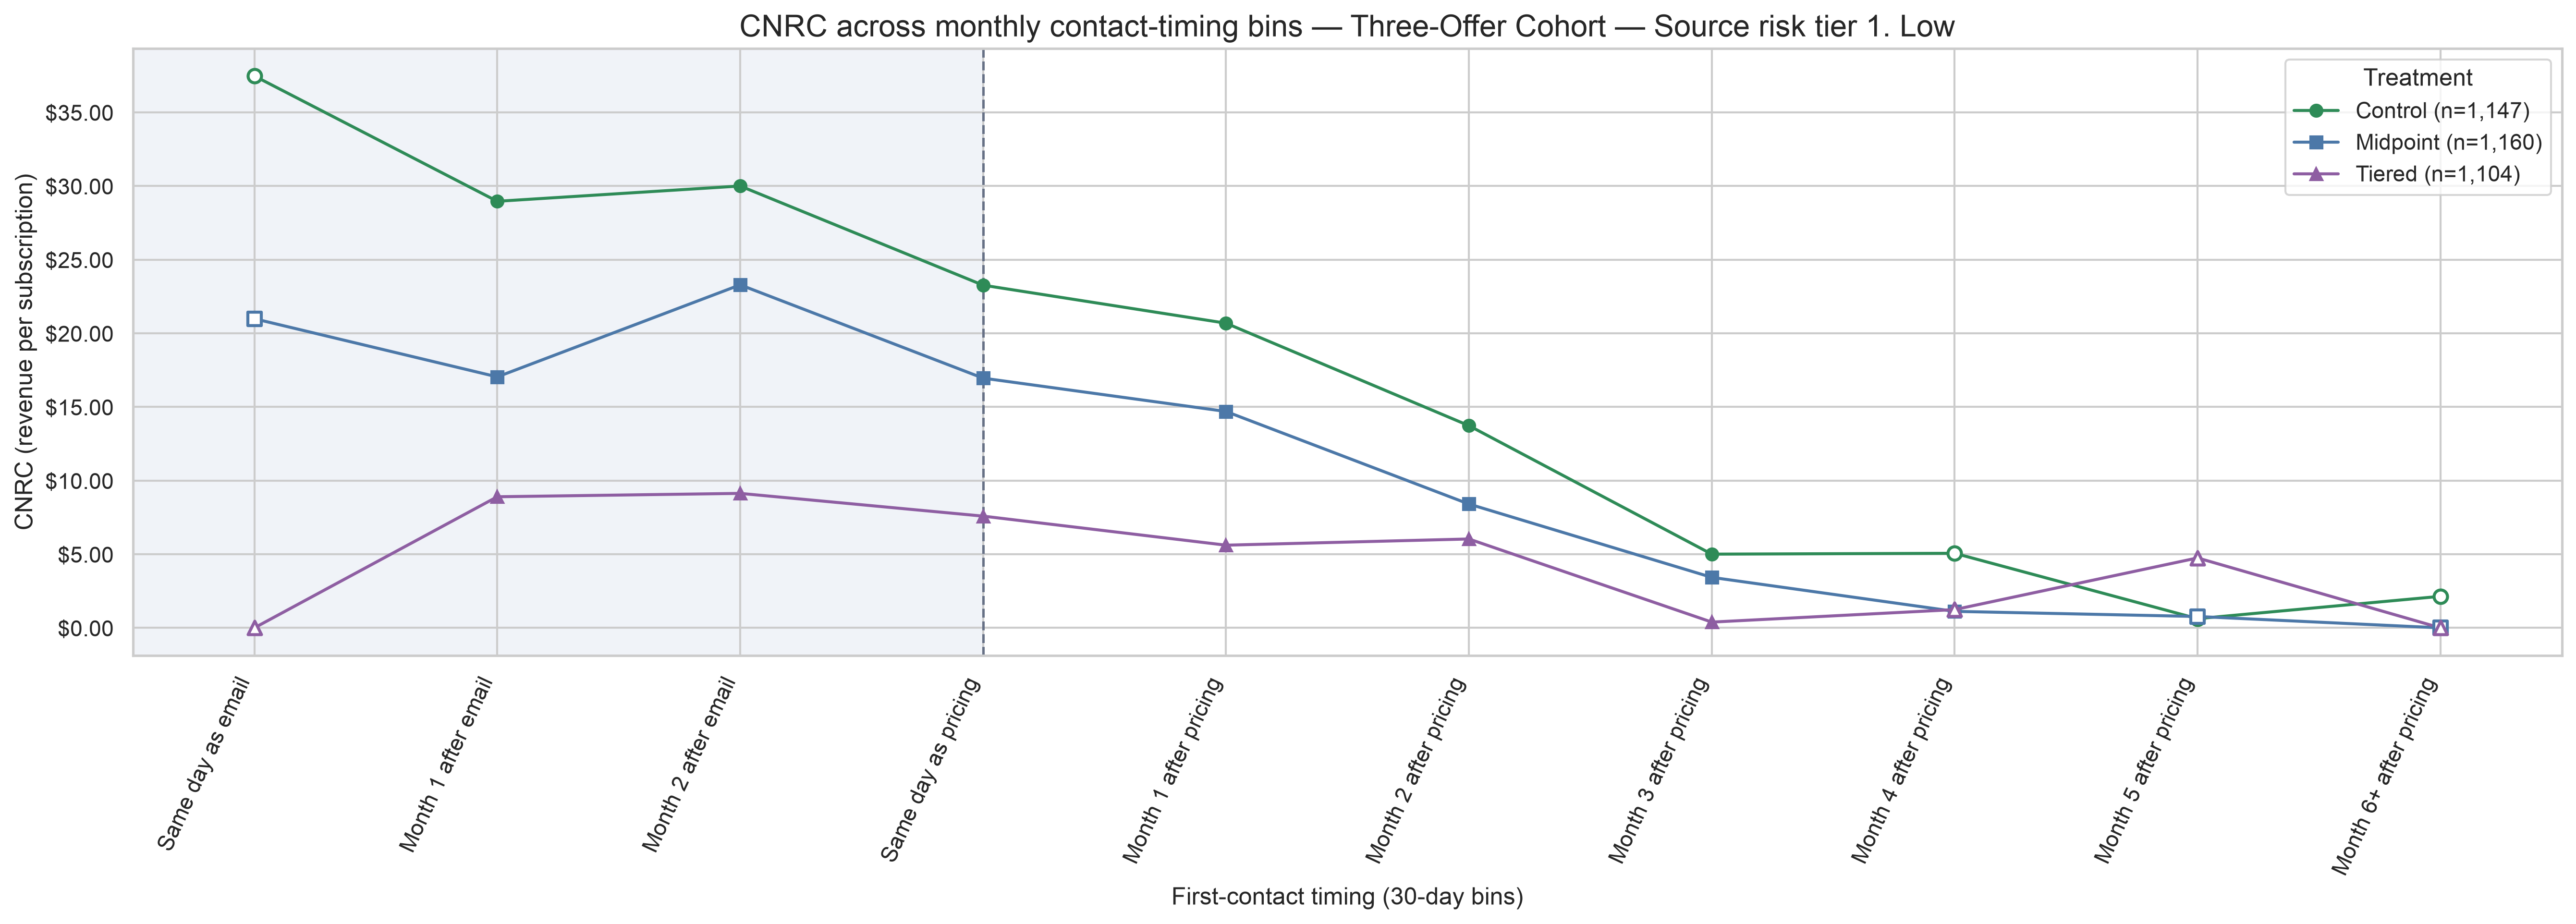 CNRC across monthly contact-timing bins — Three-Offer Cohort — Source risk tier 1. Low
CNRC (revenue per subscription)
$35.00
$30.00
$25.00
$20.00
$15.00
$10.00
$5.00
$0.00
Treatment
Control (n=1,147)
Midpoint (n=1,160)
Tiered (n=1,104)
Same day as email
Month 1 after email
Month 2 after email
Same day as pricing
Month 1 after pricing
Month 2 after pricing
Month 3 after pricing
Month 4 after pricing
Month 5 after pricing
Month 6+ after pricing
First-contact timing (30-day bins)